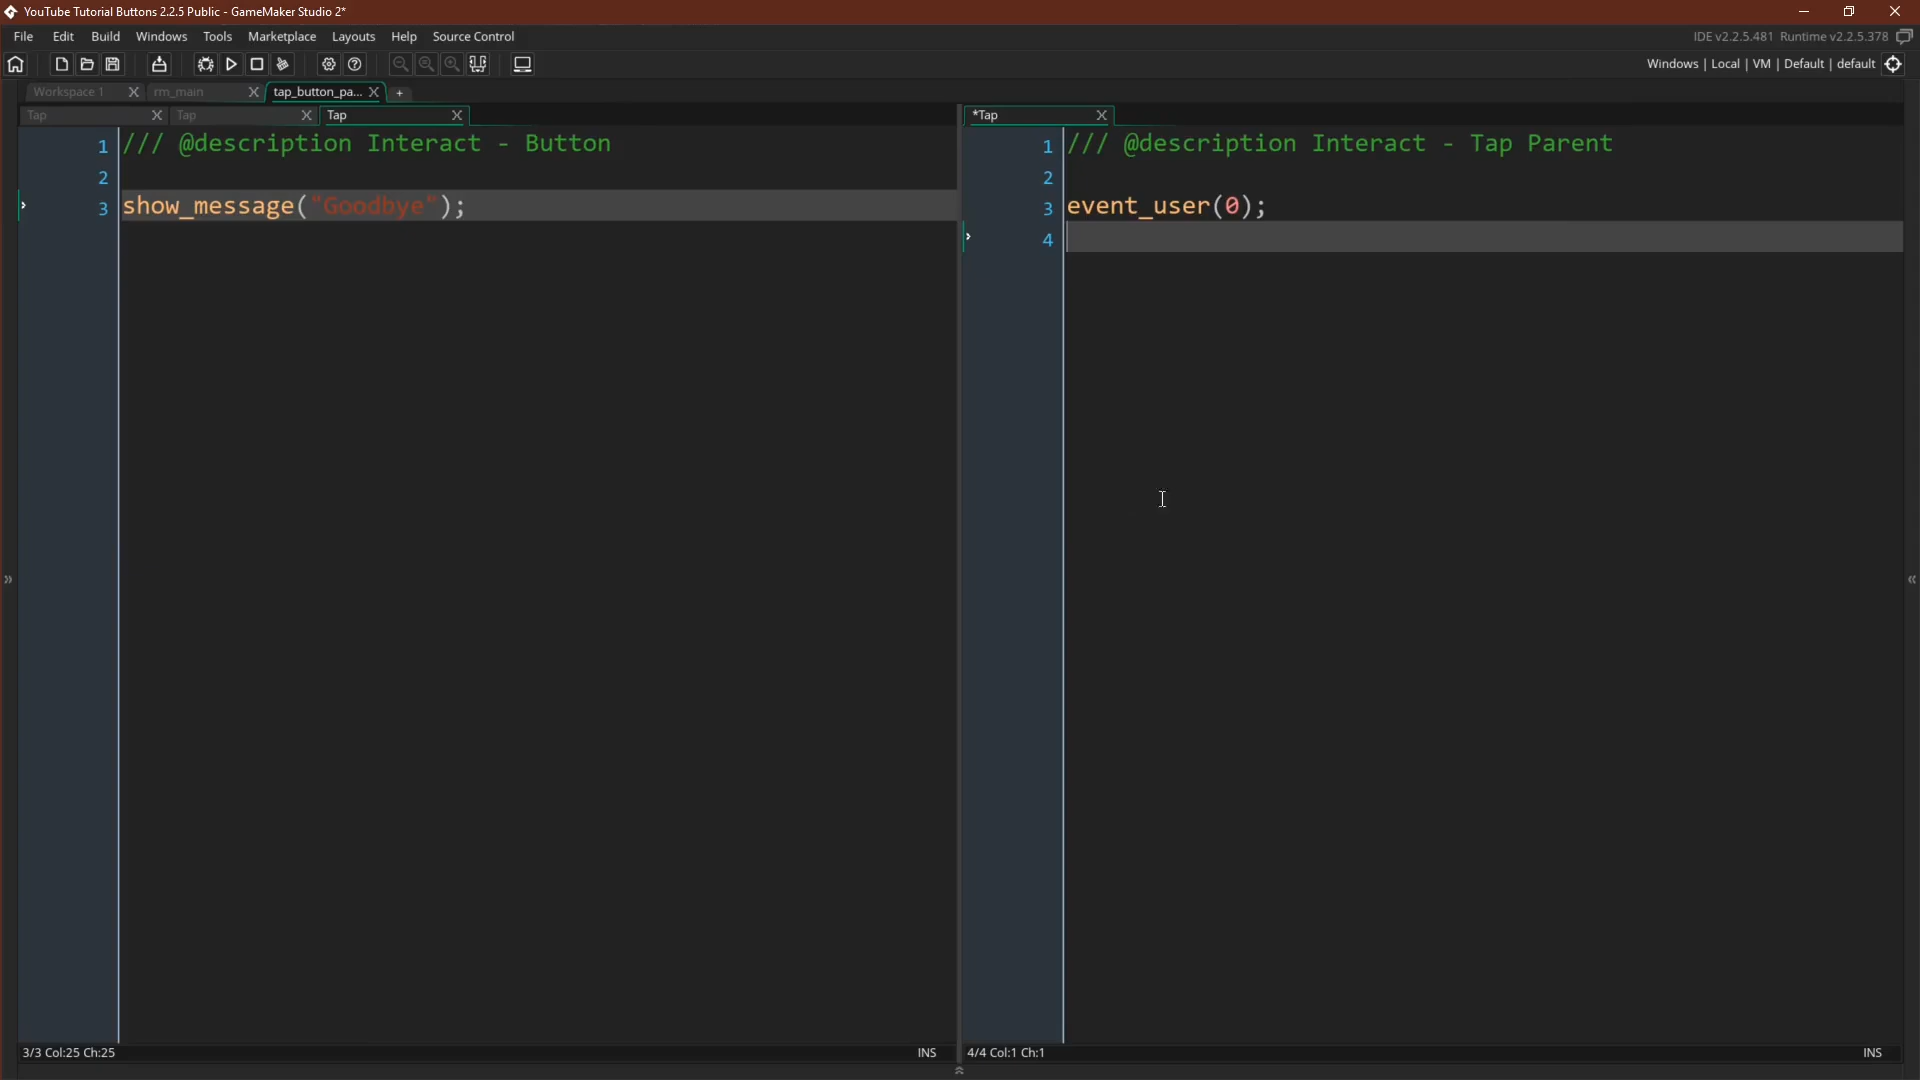 YouTube Tutorial Buttons 2.2.5 Public - GameMaker Studio 2*
File Edit Build Windows Tools Marketplace Layouts Help Source Control
IDE v2.2.5.481 Runtime v2.2.5.378
Windows | Local | VM | Default | default
Workspace 1 rm_main tap_button_pa... +
Tap Tap Tap
1 /// @description Interact - Button
2
3 show_message("Goodbye");
3/3 Col:25 Ch:25 INS
*Tap
1 /// @description Interact - Tap Parent
2
3 event_user(0);
4
4/4 Col:1 Ch:1 INS